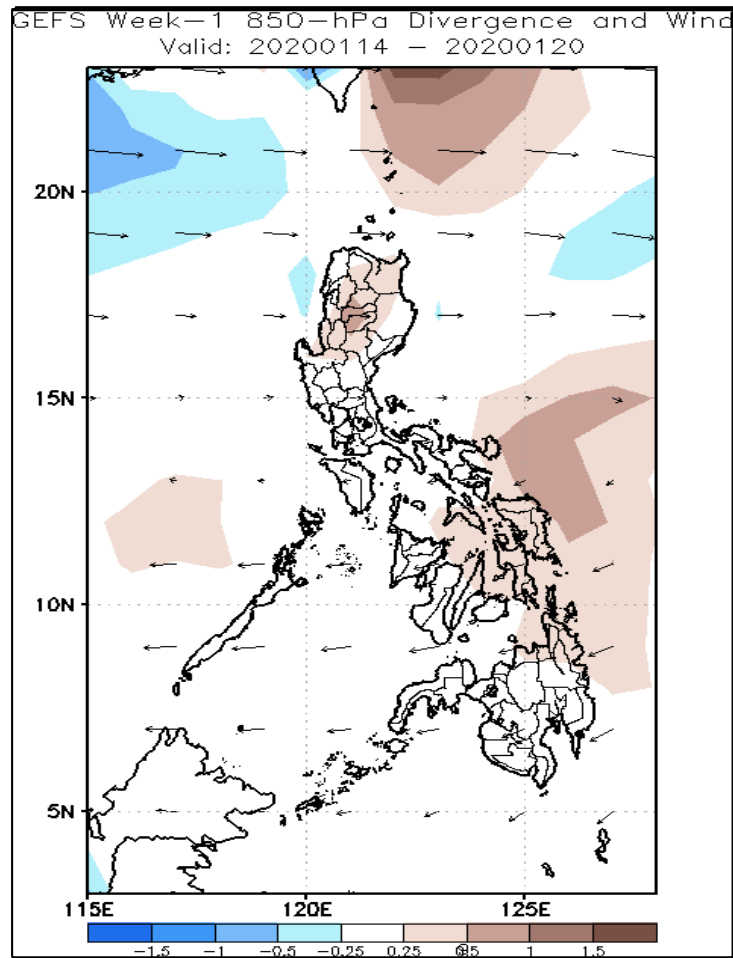 GEFS Week-1 850-hPa Divergence and Wind
Valid: 20200114 - 20200120
20N
15N
10N
5N
115E 120E 125E
-1.5 -1 -0.5 -0.25 0.25 1 1.5